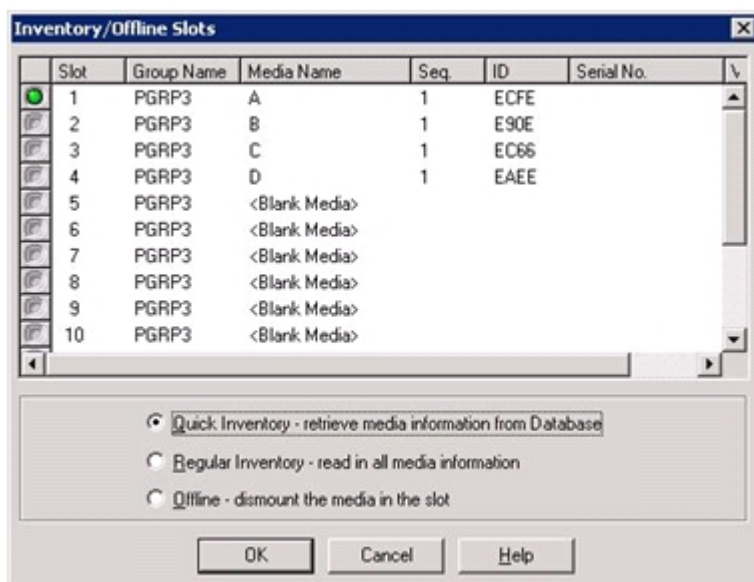 Inventory/Offline Slots
Slot Group Name Media Name Seq. ID Serial No.
1 PGRP3 A 1 ECFE
2 PGRP3 B 1 E90E
3 PGRP3 C 1 EC66
4 PGRP3 D 1 EAEE
5 PGRP3 <Blank Media>
6 PGRP3 <Blank Media>
7 PGRP3 <Blank Media>
8 PGRP3 <Blank Media>
9 PGRP3 <Blank Media>
10 PGRP3 <Blank Media>
Quick Inventory - retrieve media information from Database
Regular Inventory - read in all media information
Offline - dismount the media in the slot
OK Cancel Help